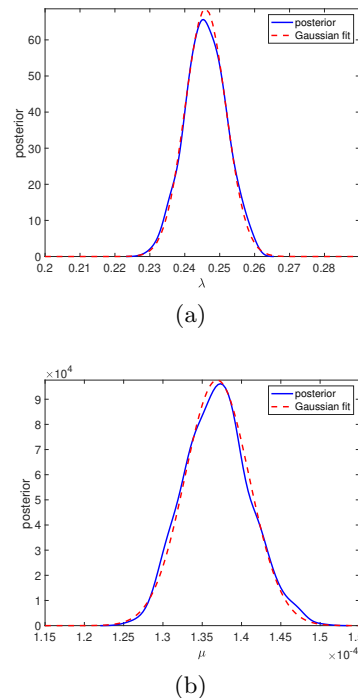 60
50
40
30
20
10
0
posterior
posterior
Gaussian fit
0.2 0.21 0.22 0.23 0.24 0.25 0.26 0.27 0.28
λ
(a)
×10⁴
9
8
7
6
5
4
3
2
1
0
posterior
posterior
Gaussian fit
1.15 1.2 1.25 1.3 1.35 1.4 1.45 1.5
μ
×10⁻⁴
(b)